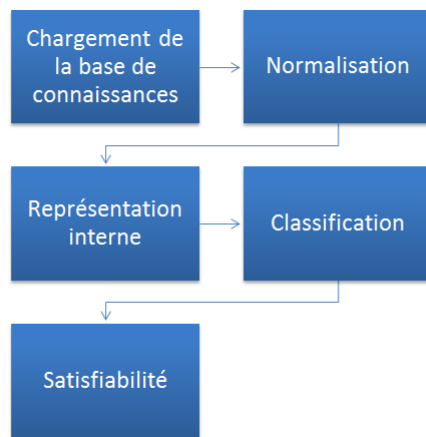 Chargement de
la base de
connaissances
Normalisation
Représentation
interne
Classification
Satisfiabilité